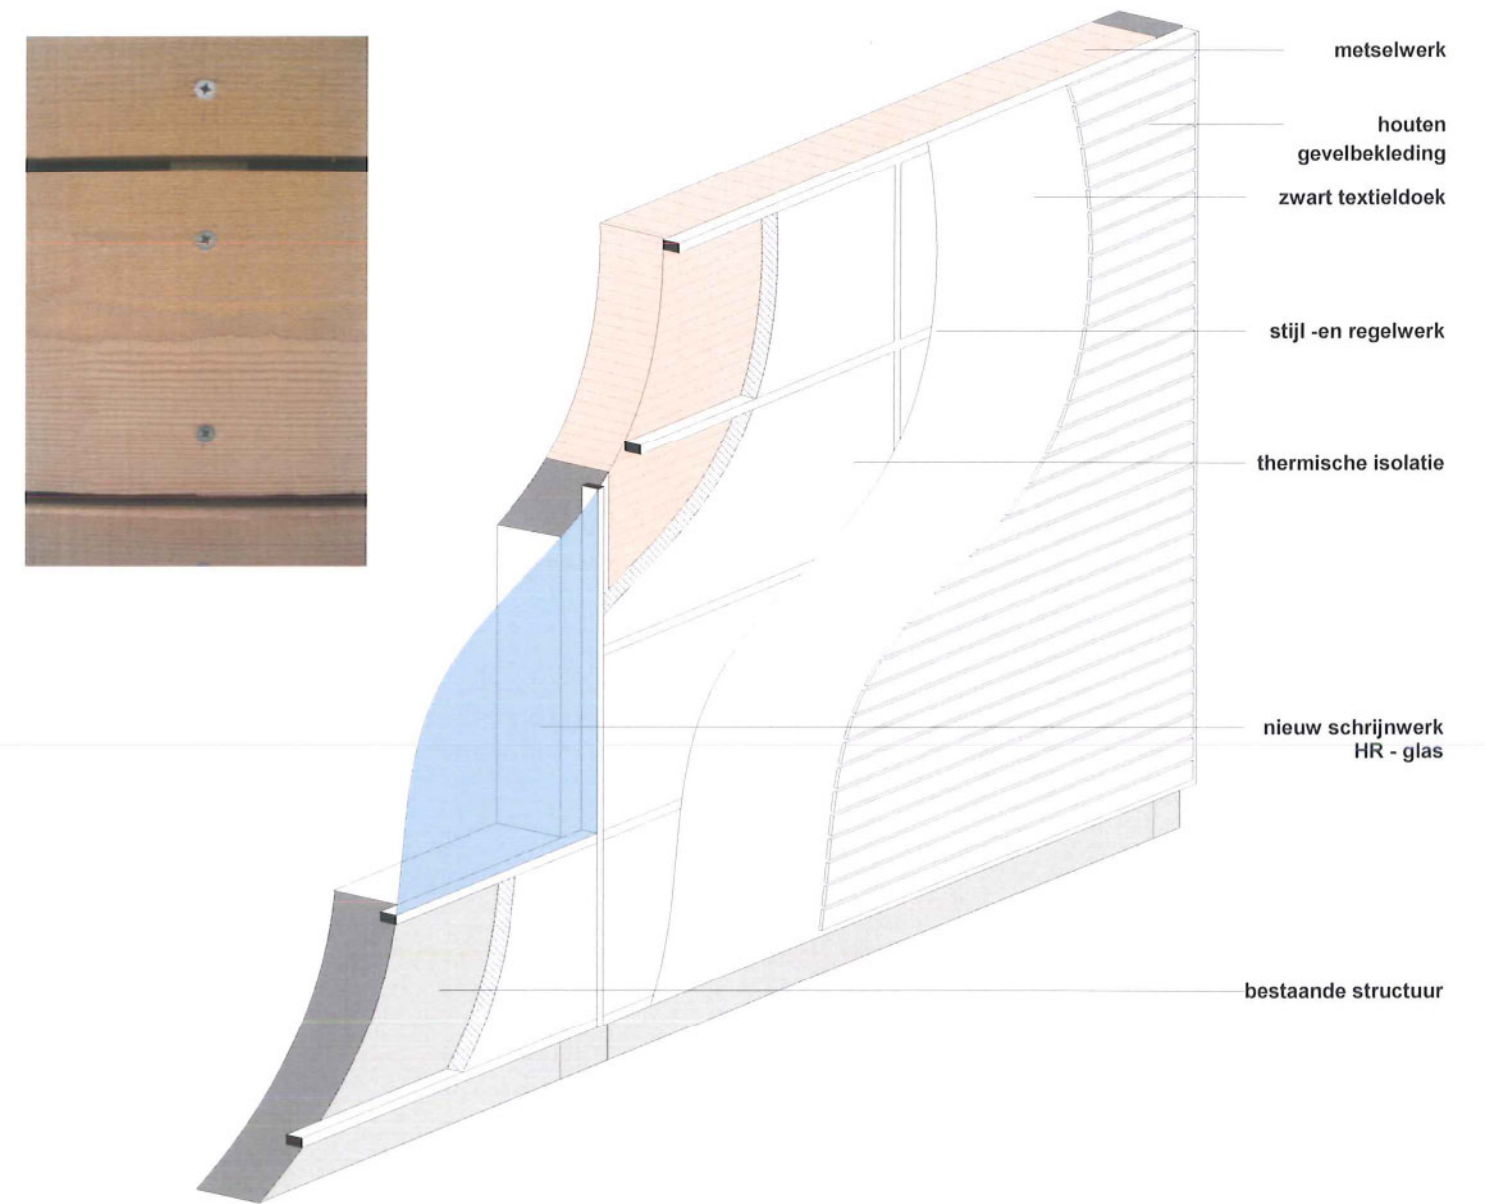 metselwerk
houten
gevelbekleding
zwart textieldoek
stijl -en regelwerk
thermische isolatie
nieuw schrijnwerk
HR - glas
bestaande structuur